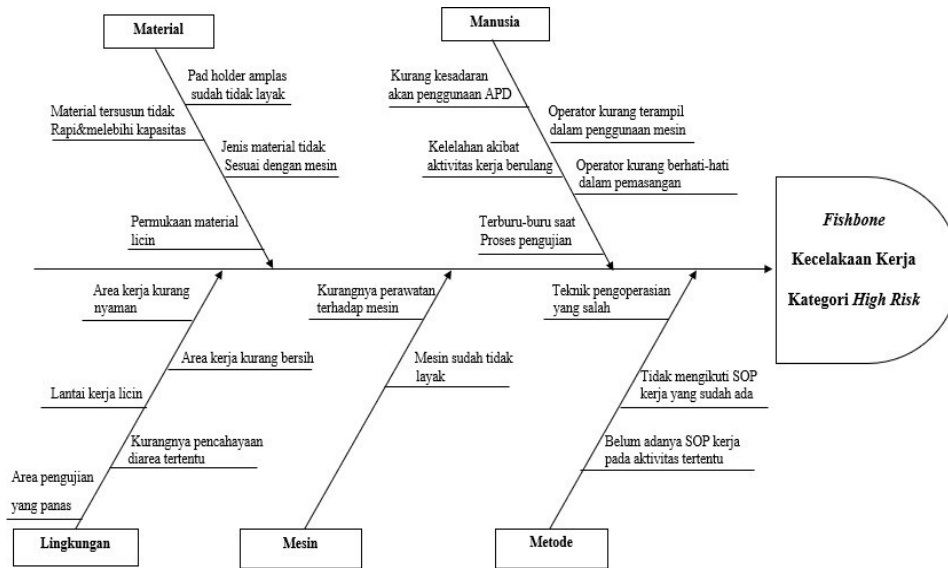 Material
Manusia
Pad holder amplas
sudah tidak layak
Material tersusun tidak
Rapi&melebihi kapasitas
Jenis material tidak
Sesuai dengan mesin
Permukaan material
licin
Kurang kesadaran
akan penggunaan APD
Operator kurang terampil
dalam penggunaan mesin
Kelelahan akibat
aktivitas kerja berulang
Operator kurang berhati-hati
dalam pemasangan
Terburu-buru saat
Proses pengujian
Fishbone
Kecelakaan Kerja
Kategori High Risk
Area kerja kurang
nyaman
Area kerja kurang bersih
Lantai kerja licin
Kurangnya pencahayaan
diarea tertentu
Area pengujian
yang panas
Kurangnya perawatan
terhadap mesin
Mesin sudah tidak
layak
Teknik pengoperasian
yang salah
Tidak mengikuti SOP
kerja yang sudah ada
Belum adanya SOP kerja
pada aktivitas tertentu
Lingkungan
Mesin
Metode